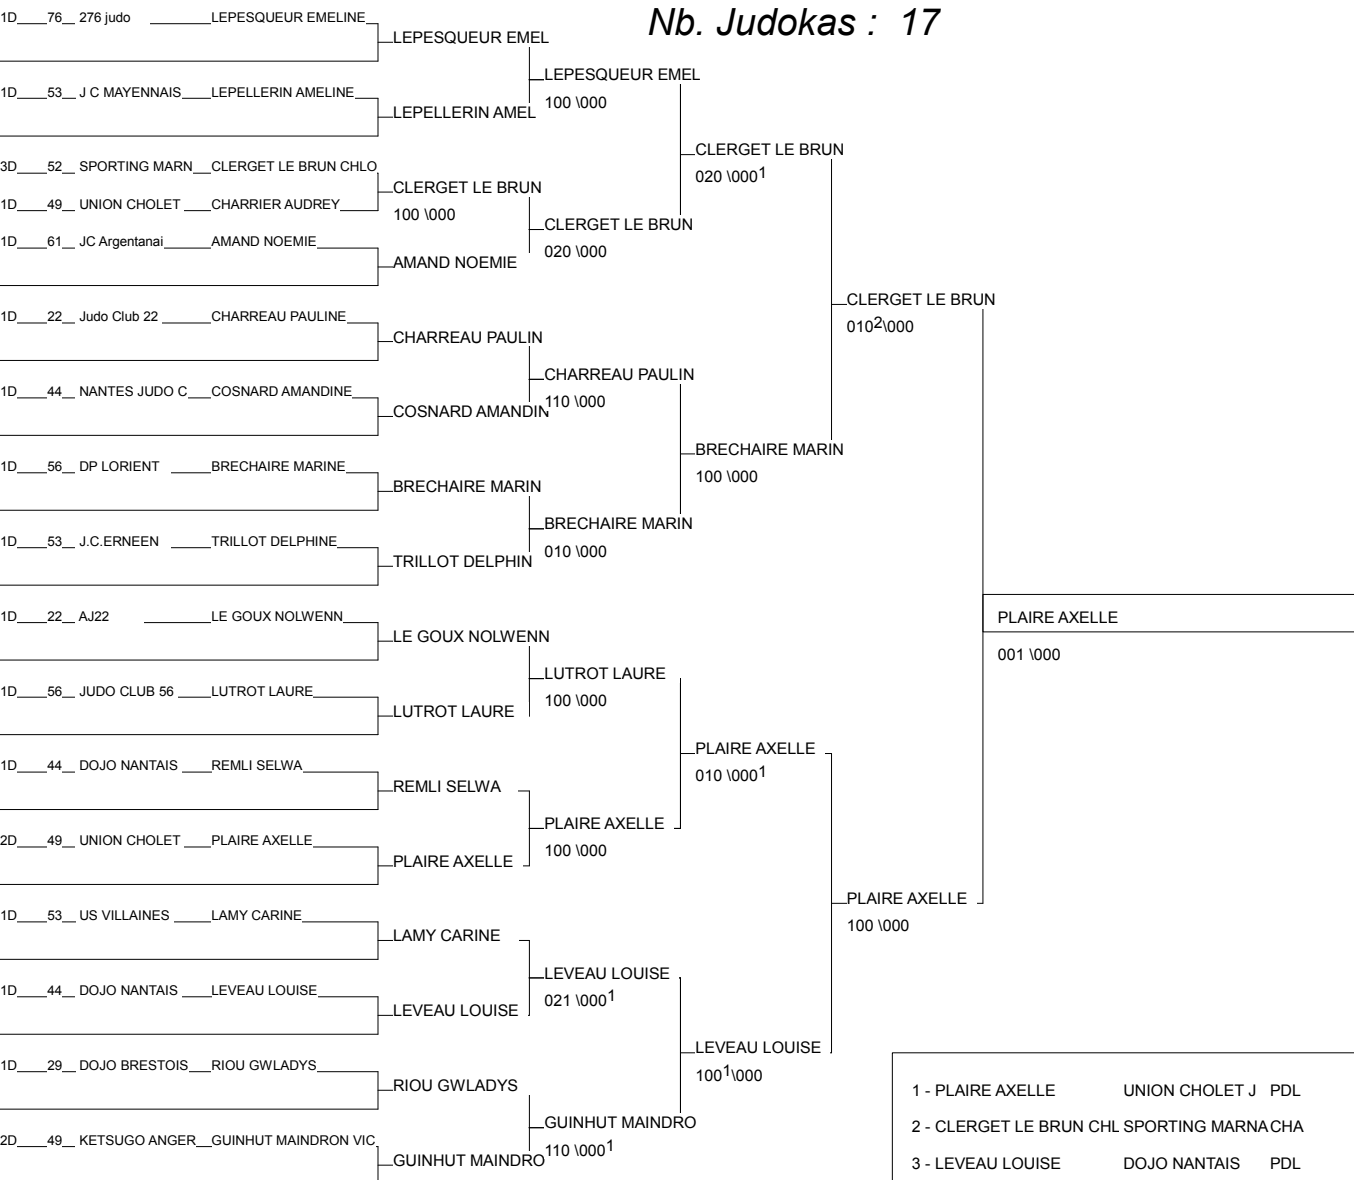 Nb. Judokas : 17
1D 76 276 judo LEPESQUEUR EMELINE
1D 53 J C MAYENNAIS LEPELLERIN AMELINE
3D 52 SPORTING MARN CLERGET LE BRUN CHLO
1D 49 UNION CHOLET CHARRIER AUDREY
1D 61 JC Argentanai AMAND NOEMIE
1D 22 Judo Club 22 CHARREAU PAULINE
1D 44 NANTES JUDO C COSNARD AMANDINE
1D 56 DP LORIENT BRECHAIRE MARINE
1D 53 J.C.ERNEEN TRILLOT DELPHINE
1D 22 AJ22 LE GOUX NOLWENN
1D 56 JUDO CLUB 56 LUTROT LAURE
1D 44 DOJO NANTAIS REMLI SELWA
2D 49 UNION CHOLET PLAIRE AXELLE
1D 53 US VILLAINES LAMY CARINE
1D 44 DOJO NANTAIS LEVEAU LOUISE
1D 29 DOJO BRESTOIS RIOU GWLADYS
2D 49 KETSUGO ANGER GUINHUT MAINDRON VIC
LEPESQUEUR EMEL
LEPELLERIN AMEL
CLERGET LE BRUN
100 \000
AMAND NOEMIE
CHARREAU PAULIN
COSNARD AMANDIN
BRECHAIRE MARIN
TRILLOT DELPHIN
LE GOUX NOLWENN
LUTROT LAURE
REMLI SELWA
PLAIRE AXELLE
LAMY CARINE
LEVEAU LOUISE
RIOU GWLADYS
GUINHUT MAINDRO
LEPESQUEUR EMEL
100 \000
CLERGET LE BRUN
020 \000
CHARREAU PAULIN
110 \000
BRECHAIRE MARIN
010 \000
LUTROT LAURE
100 \000
PLAIRE AXELLE
100 \000
LEVEAU LOUISE
021 \0001
GUINHUT MAINDRO
110 \0001
CLERGET LE BRUN
020 \0001
BRECHAIRE MARIN
100 \000
PLAIRE AXELLE
010 \0001
LEVEAU LOUISE
1001\000
CLERGET LE BRUN
0102\000
PLAIRE AXELLE
100 \000
PLAIRE AXELLE
001 \000
1 - PLAIRE AXELLE UNION CHOLET J PDL
2 - CLERGET LE BRUN CHL SPORTING MARNA CHA
3 - LEVEAU LOUISE DOJO NANTAIS PDL